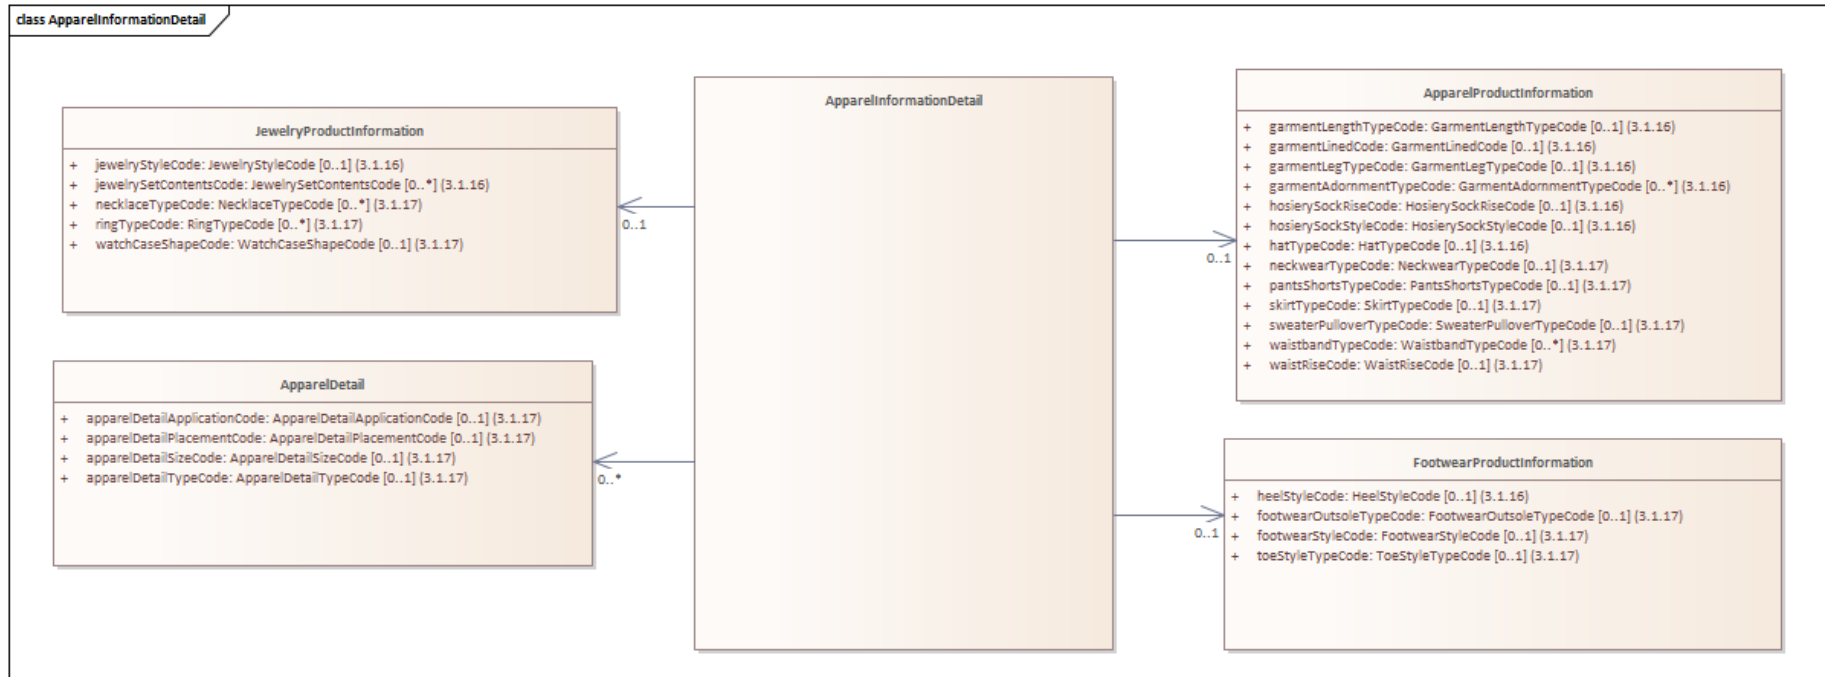 class ApparelInformationDetail
JewelryProductInformation
+ jewelryStyleCode: JewelryStyleCode [0..1] (3.1.16)
+ jewelrySetContentsCode: JewelrySetContentsCode [0..*] (3.1.16)
+ necklaceTypeCode: NecklaceTypeCode [0..*] (3.1.17)
+ ringTypeCode: RingTypeCode [0..*] (3.1.17)
+ watchCaseShapeCode: WatchCaseShapeCode [0..1] (3.1.17)
0..1
ApparelDetail
+ apparelDetailApplicationCode: ApparelDetailApplicationCode [0..1] (3.1.17)
+ apparelDetailPlacementCode: ApparelDetailPlacementCode [0..1] (3.1.17)
+ apparelDetailSizeCode: ApparelDetailSizeCode [0..1] (3.1.17)
+ apparelDetailTypeCode: ApparelDetailTypeCode [0..1] (3.1.17)
0..*
ApparelInformationDetail
ApparelProductInformation
+ garmentLengthTypeCode: GarmentLengthTypeCode [0..1] (3.1.16)
+ garmentLinedCode: GarmentLinedCode [0..1] (3.1.16)
+ garmentLegTypeCode: GarmentLegTypeCode [0..1] (3.1.16)
+ garmentAdornmentTypeCode: GarmentAdornmentTypeCode [0..*] (3.1.16)
+ hosierySockRiseCode: HosierySockRiseCode [0..1] (3.1.16)
+ hosierySockStyleCode: HosierySockStyleCode [0..1] (3.1.16)
+ hatTypeCode: HatTypeCode [0..1] (3.1.16)
+ neckwearTypeCode: NeckwearTypeCode [0..1] (3.1.17)
+ pantsShortsTypeCode: PantsShortsTypeCode [0..1] (3.1.17)
+ skirtTypeCode: SkirtTypeCode [0..1] (3.1.17)
+ sweaterPulloverTypeCode: SweaterPulloverTypeCode [0..1] (3.1.17)
+ waistbandTypeCode: WaistbandTypeCode [0..*] (3.1.17)
+ waistRiseCode: WaistRiseCode [0..1] (3.1.17)
0..1
FootwearProductInformation
+ heelStyleCode: HeelStyleCode [0..1] (3.1.16)
+ footwearOutsoleTypeCode: FootwearOutsoleTypeCode [0..1] (3.1.17)
+ footwearStyleCode: FootwearStyleCode [0..1] (3.1.17)
+ toeStyleTypeCode: ToeStyleTypeCode [0..1] (3.1.17)
0..1